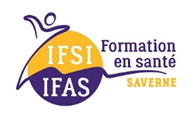 IFSI
IFAS
Formation
en santé
SAVERNE